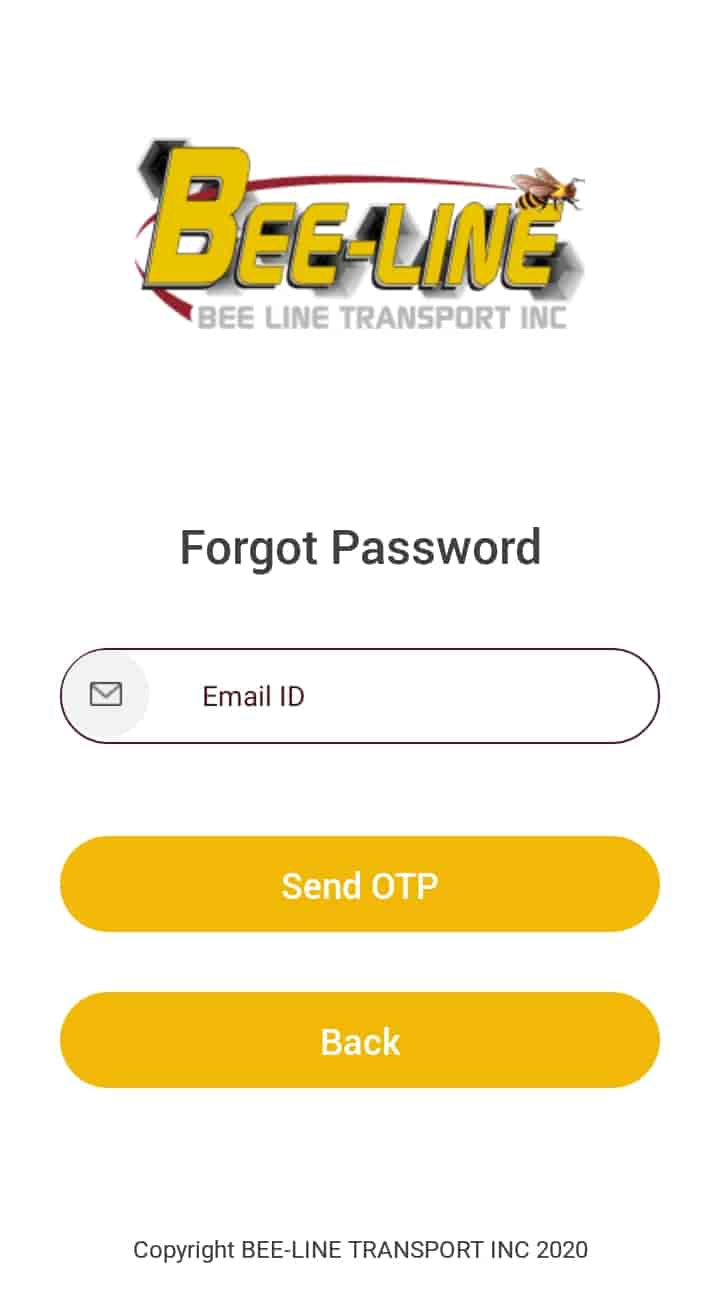 BEE-LINE
BEE LINE TRANSPORT INC
Forgot Password
Email ID
Send OTP
Back
Copyright BEE-LINE TRANSPORT INC 2020